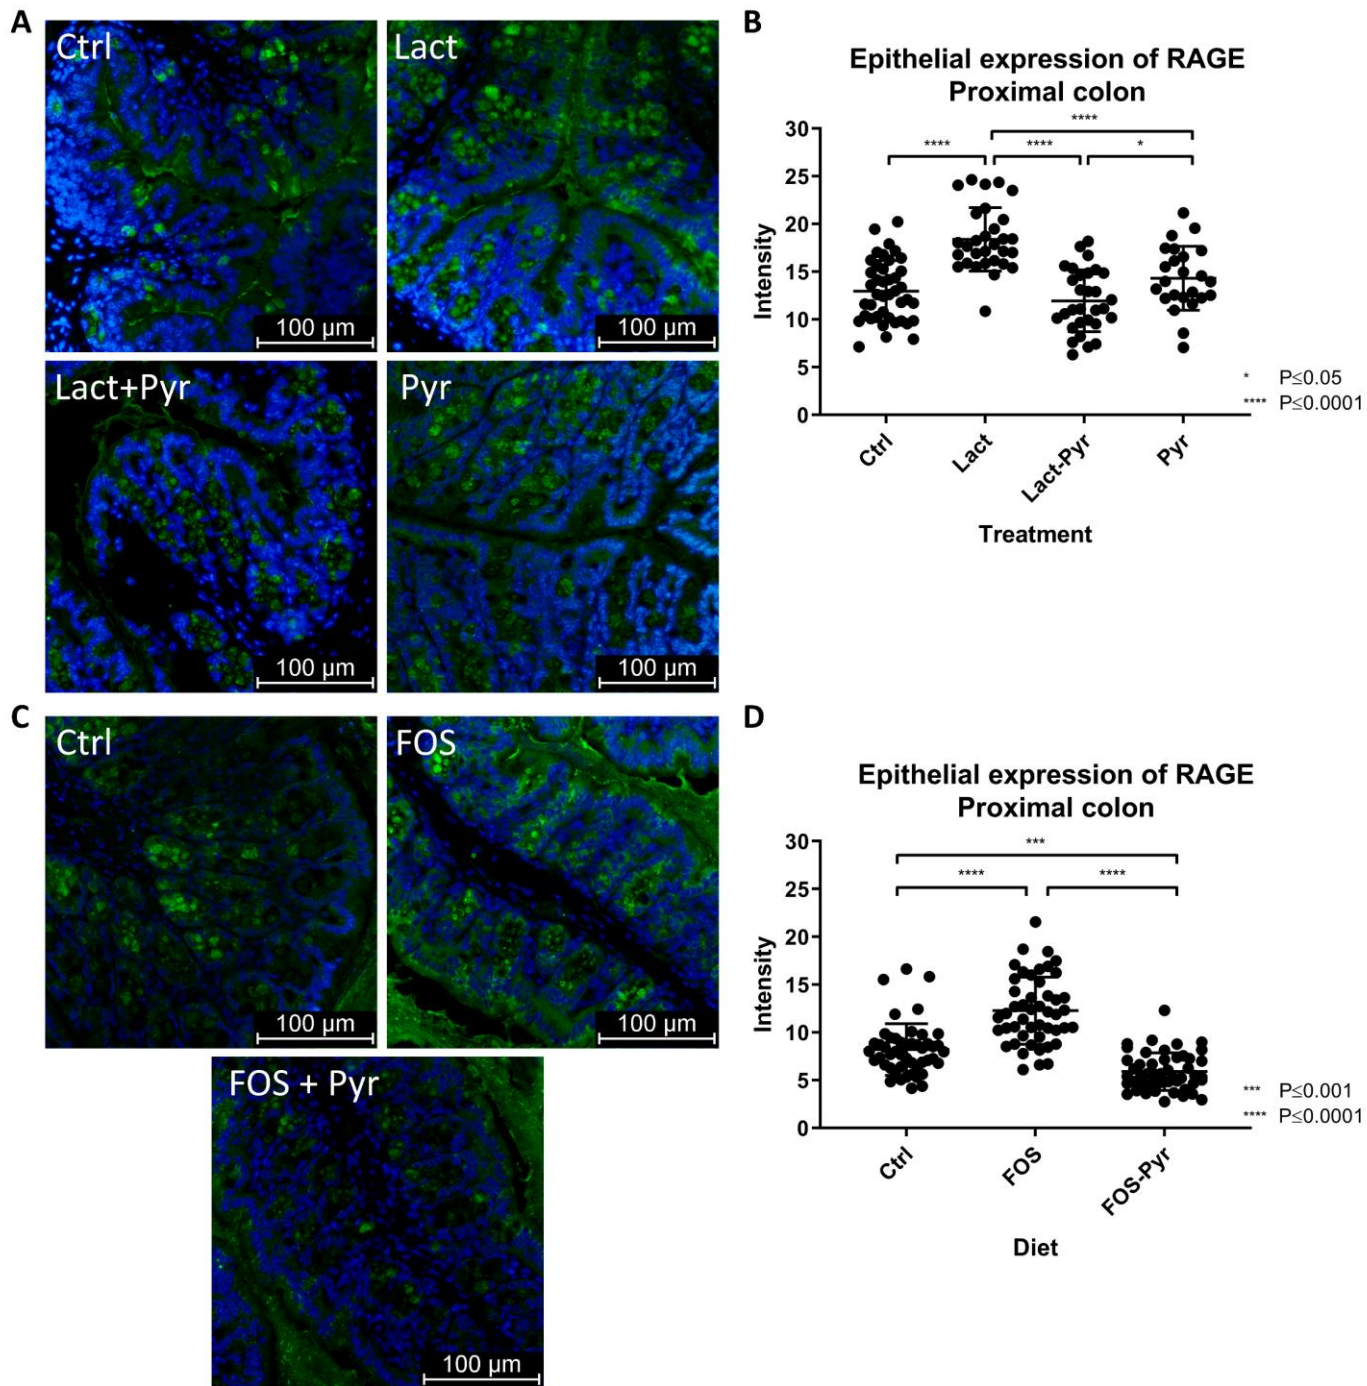 A
Ctrl
100 µm
Lact
100 µm
Lact+Pyr
100 µm
Pyr
100 µm
B
Epithelial expression of RAGE
Proximal colon
****
**** **** *
30
25
20
15
10
5
0
Intensity
Ctrl
Lact
Lact-Pyr
Pyr
Treatment
* P≤0.05
**** P≤0.0001
C
Ctrl
100 µm
FOS
100 µm
FOS + Pyr
100 µm
D
Epithelial expression of RAGE
Proximal colon
***
**** ****
30
25
20
15
10
5
0
Intensity
Ctrl
FOS
FOS-Pyr
Diet
*** P≤0.001
**** P≤0.0001